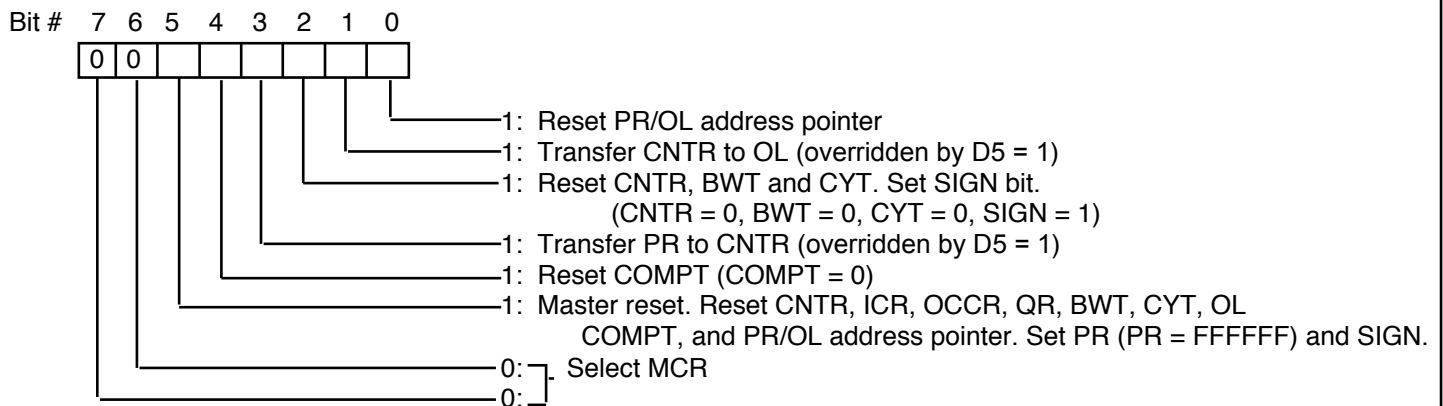 Bit # 7 6 5 4 3 2 1 0
0 0
1: Reset PR/OL address pointer
1: Transfer CNTR to OL (overridden by D5 = 1)
1: Reset CNTR, BWT and CYT. Set SIGN bit.
(CNTR = 0, BWT = 0, CYT = 0, SIGN = 1)
1: Transfer PR to CNTR (overridden by D5 = 1)
1: Reset COMPT (COMPT = 0)
1: Master reset. Reset CNTR, ICR, OCCR, QR, BWT, CYT, OL
COMPT, and PR/OL address pointer. Set PR (PR = FFFFFF) and SIGN.
0: Select MCR
0: